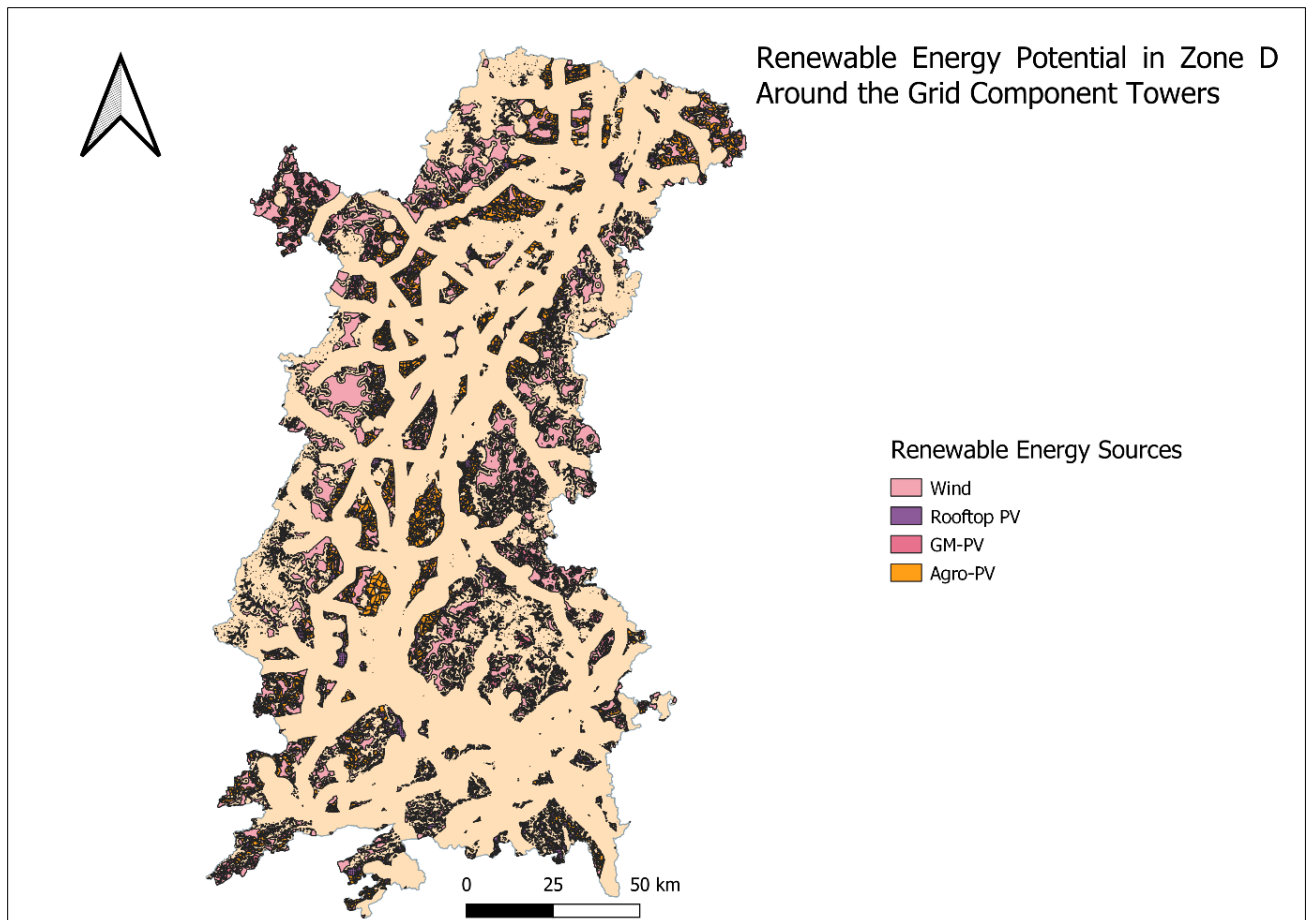 Renewable Energy Potential in Zone D
Around the Grid Component Towers
Renewable Energy Sources
Wind
Rooftop PV
GM-PV
Agro-PV
0 25 50 km